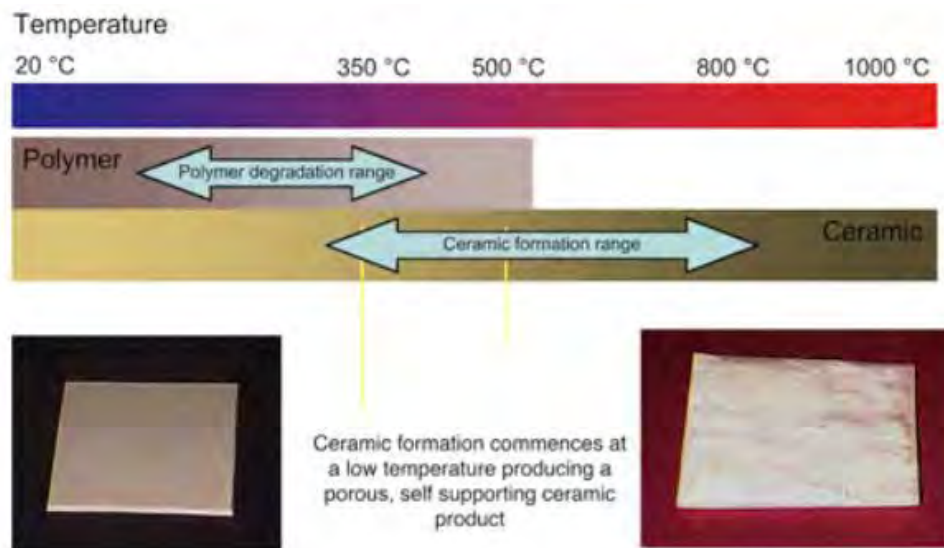 Temperature
20 °C 350 °C 500 °C 800 °C 1000 °C
Polymer
Polymer degradation range
Ceramic formation range
Ceramic
Ceramic formation commences at
a low temperature producing a
porous, self supporting ceramic
product